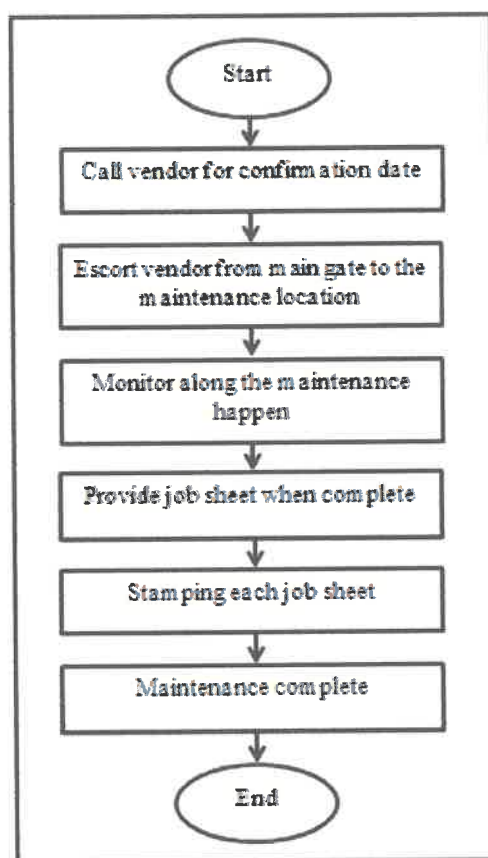 Start
Call vendor for confirmation date
Escort vendor from main gate to the
maintenance location
Monitor along the maintenance
happen
Provide job sheet when complete
Stamping each job sheet
Maintenance complete
End